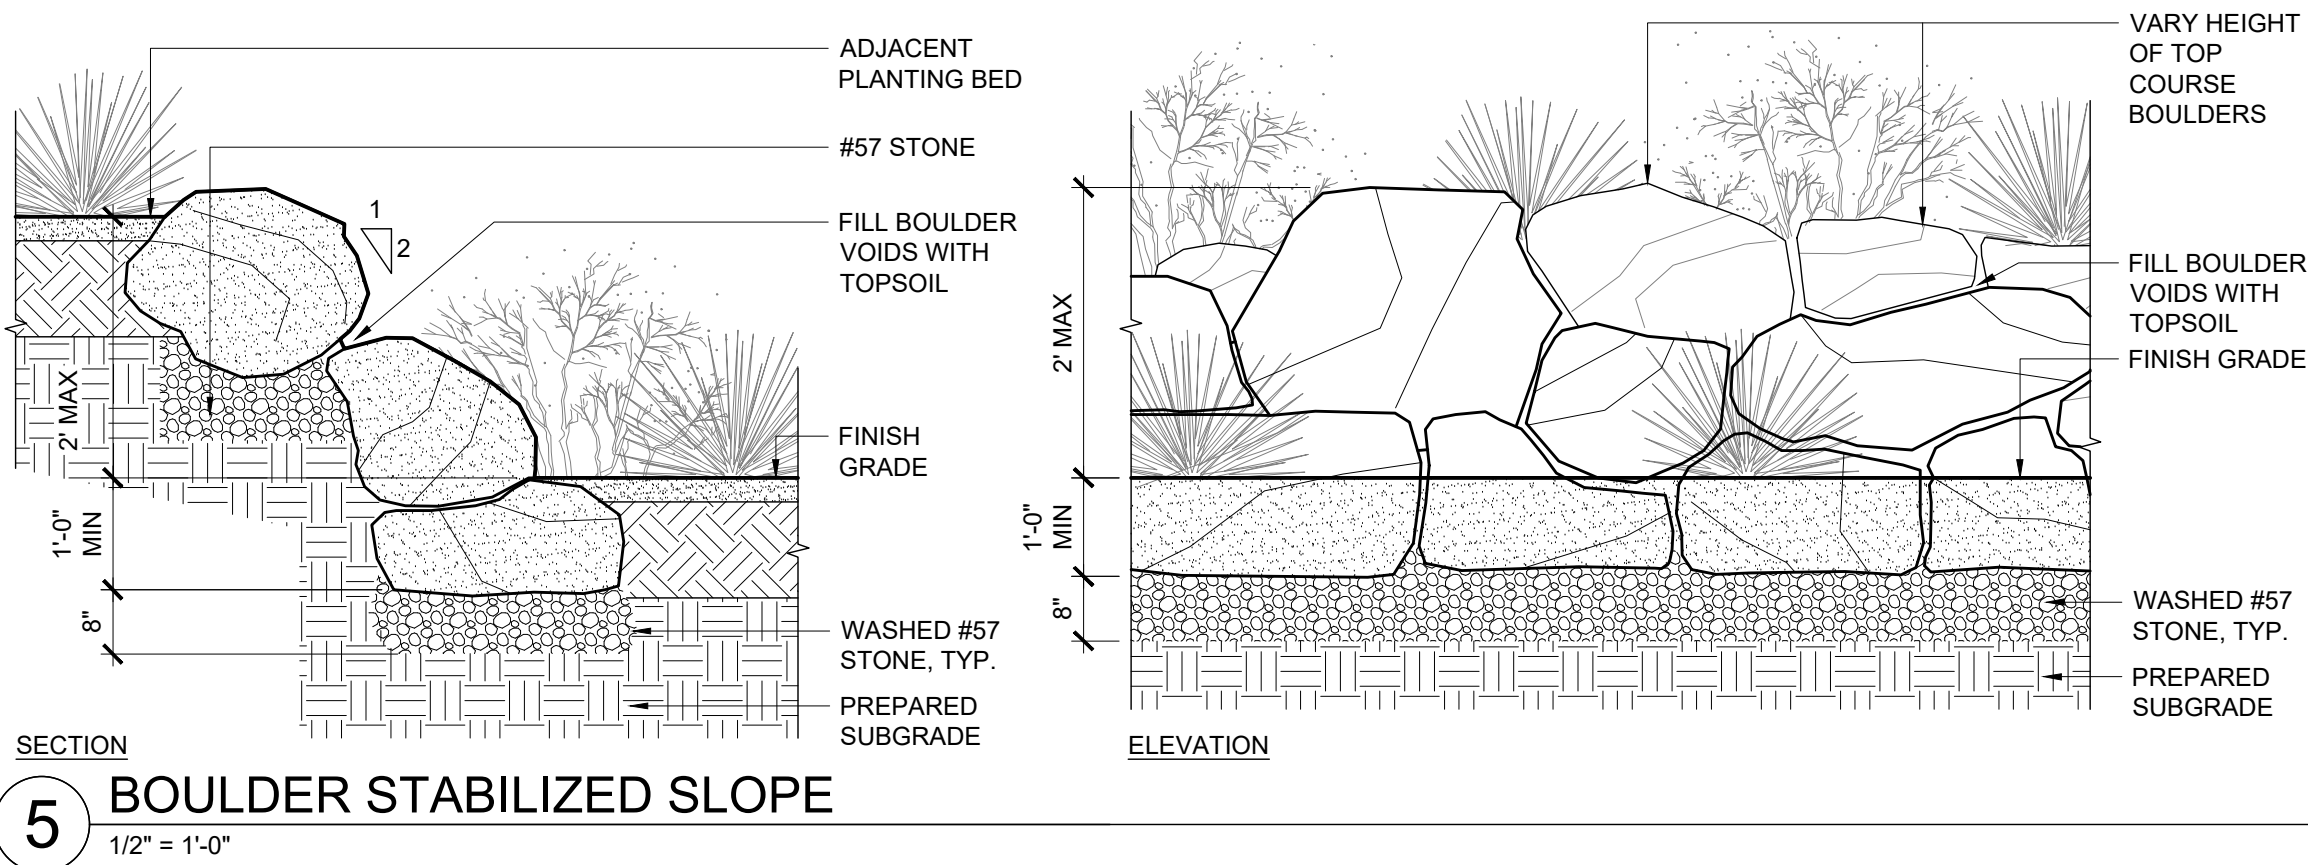 ADJACENT
PLANTING BED
#57 STONE
1
2
FILL BOULDER
VOIDS WITH
TOPSOIL
2' MAX
FINISH
GRADE
1'-0"
MIN
8"
WASHED #57
STONE, TYP.
PREPARED
SUBGRADE
SECTION
VARY HEIGHT
OF TOP
COURSE
BOULDERS
2' MAX
FILL BOULDER
VOIDS WITH
TOPSOIL
FINISH GRADE
1'-0"
MIN
8"
WASHED #57
STONE, TYP.
PREPARED
SUBGRADE
ELEVATION
5
BOULDER STABILIZED SLOPE
1/2" = 1'-0"